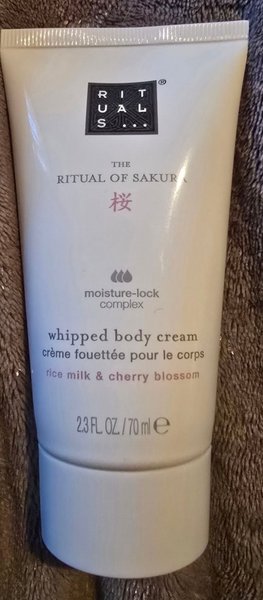 RIT
UAL
S...
®
THE
RITUAL OF SAKURA
桜
moisture-lock
complex
whipped body cream
crème fouettée pour le corps
rice milk & cherry blossom
2.3 FL. OZ. / 70 ml ℮